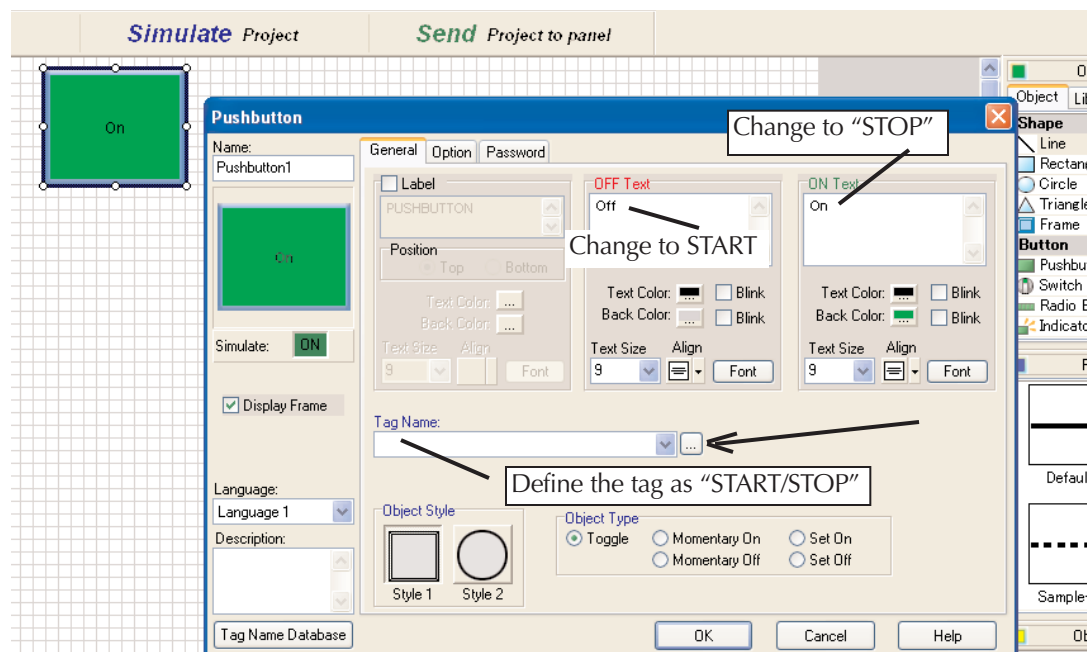 Simulate Project
Send Project to panel
On
Pushbutton
Name:
Pushbutton1
On
Simulate: ON
Display Frame
Language:
Language 1
Description:
Tag Name Database
General Option Password
Label
PUSHBUTTON
Position
Top Bottom
Text Color: ...
Back Color: ...
Text Size Align
9 Font
OFF Text
Off
Change to START
Text Color: ... Blink
Back Color: ... Blink
Text Size Align
9 Font
Change to “STOP”
ON Text
On
Text Color: ... Blink
Back Color: ... Blink
Text Size Align
9 Font
Tag Name:
...
Define the tag as “START/STOP”
Object Style
Style 1 Style 2
Object Type
Toggle Momentary On Set On
Momentary Off Set Off
OK Cancel Help
Object
Shape
Line
Circle
Triangle
Frame
Button
Switch
Radio